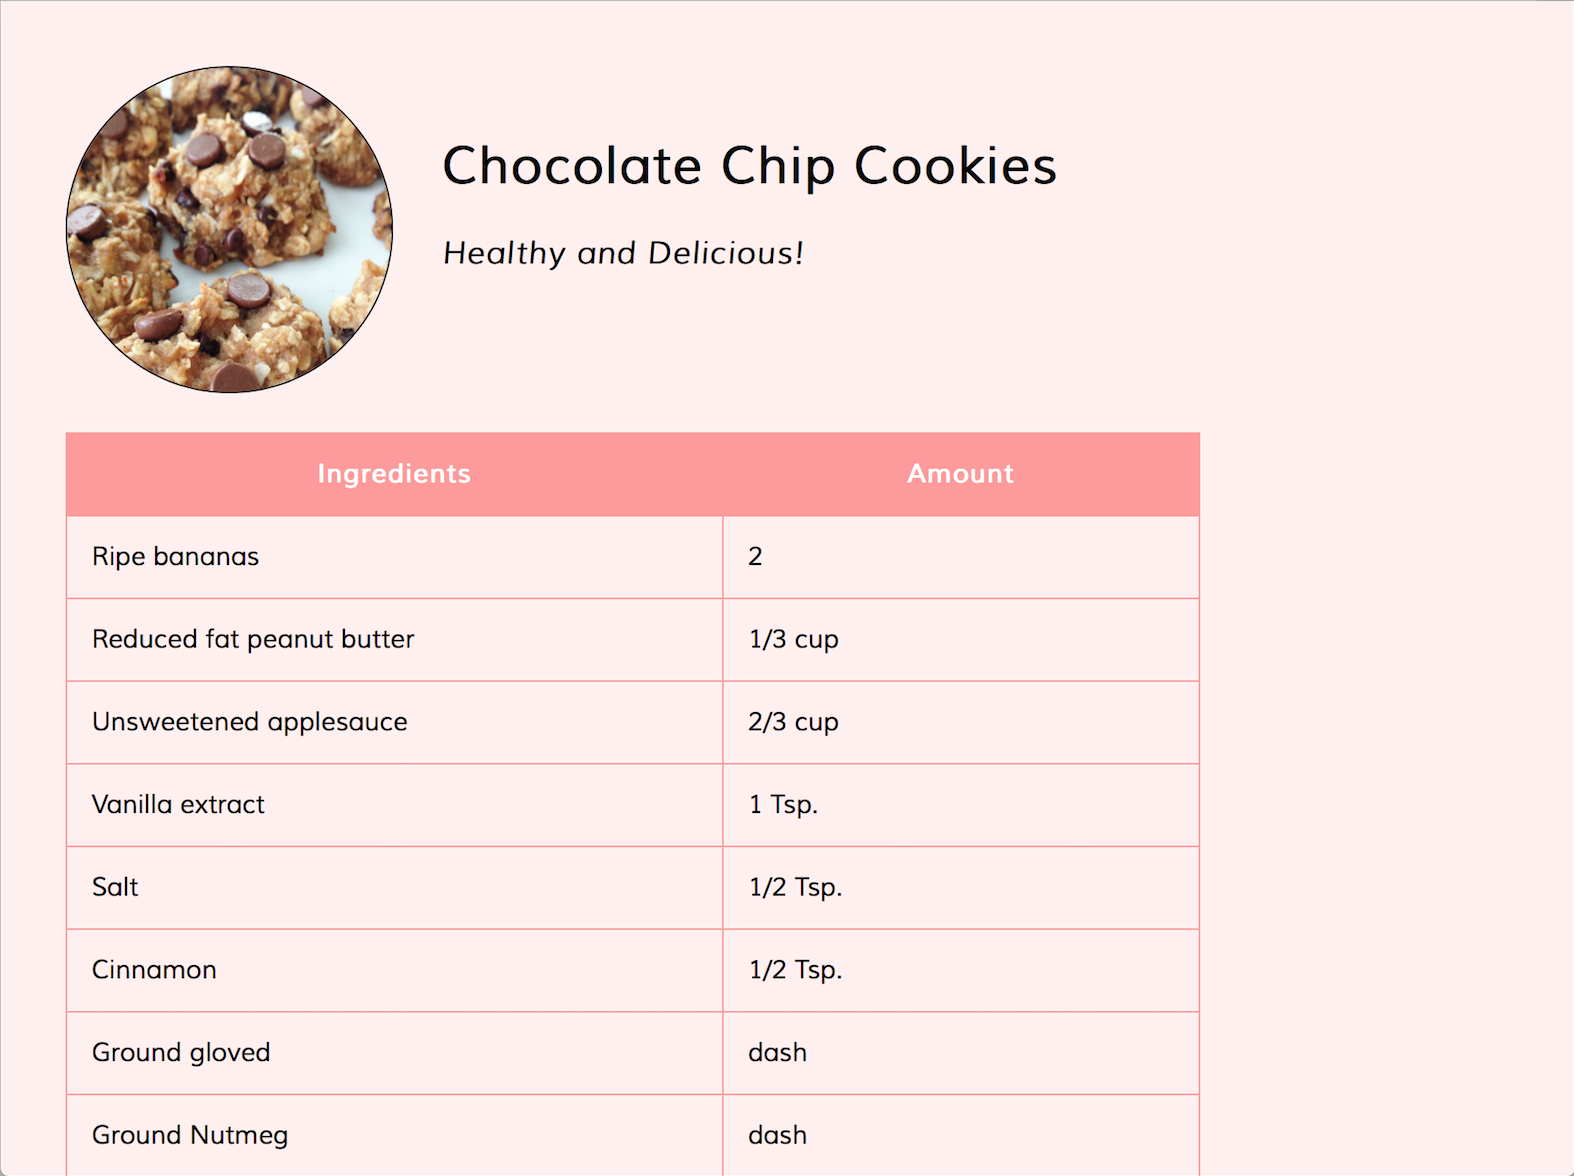 Chocolate Chip Cookies
Healthy and Delicious!
Ingredients Amount
Ripe bananas 2
Reduced fat peanut butter 1/3 cup
Unsweetened applesauce 2/3 cup
Vanilla extract 1 Tsp.
Salt 1/2 Tsp.
Cinnamon 1/2 Tsp.
Ground gloved dash
Ground Nutmeg dash